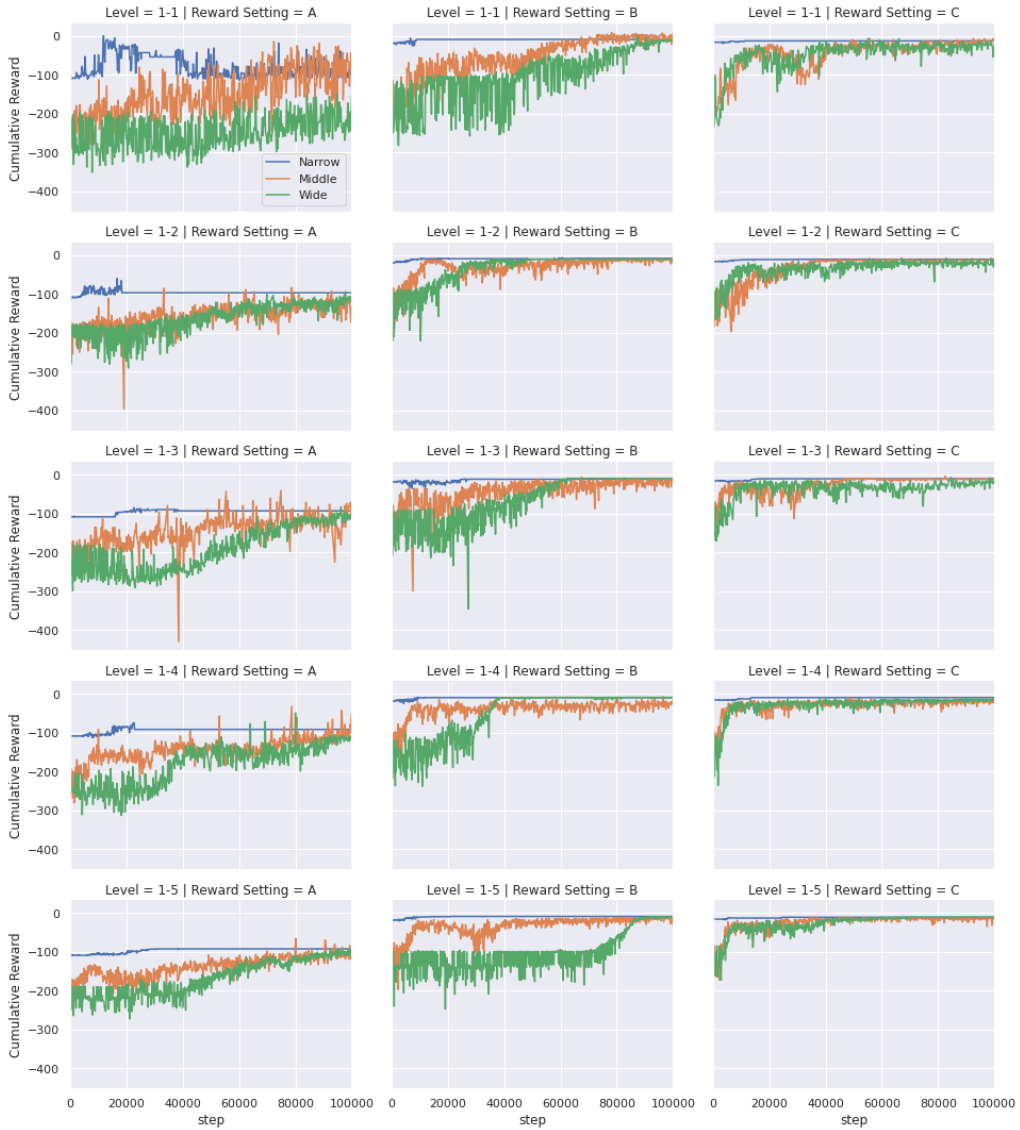 Level = 1-1 | Reward Setting = A
Level = 1-1 | Reward Setting = B
Level = 1-1 | Reward Setting = C
0
−100
−200
−300
−400
Cumulative Reward
Narrow
Middle
Wide
Level = 1-2 | Reward Setting = A
Level = 1-2 | Reward Setting = B
Level = 1-2 | Reward Setting = C
0
−100
−200
−300
−400
Cumulative Reward
Level = 1-3 | Reward Setting = A
Level = 1-3 | Reward Setting = B
Level = 1-3 | Reward Setting = C
0
−100
−200
−300
−400
Cumulative Reward
Level = 1-4 | Reward Setting = A
Level = 1-4 | Reward Setting = B
Level = 1-4 | Reward Setting = C
0
−100
−200
−300
−400
Cumulative Reward
Level = 1-5 | Reward Setting = A
Level = 1-5 | Reward Setting = B
Level = 1-5 | Reward Setting = C
0
−100
−200
−300
−400
Cumulative Reward
0 20000 40000 60000 80000 100000
0 20000 40000 60000 80000 100000
0 20000 40000 60000 80000 100000
step
step
step